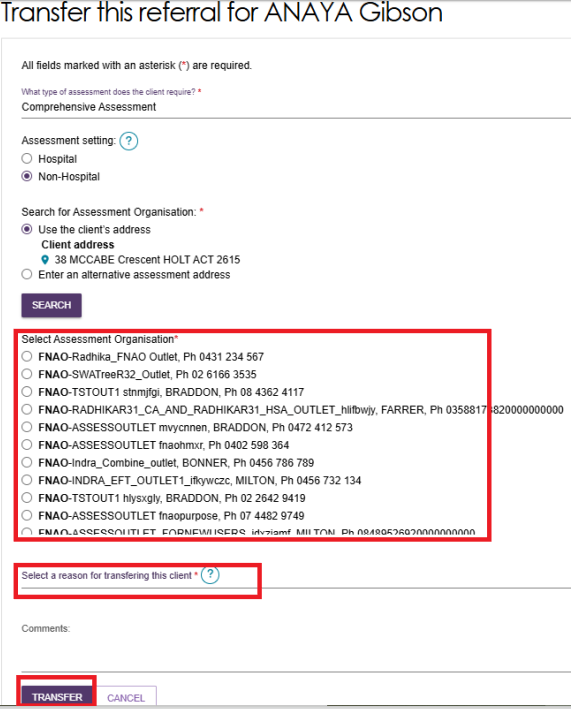 Transfer this referral for ANAYA Gibson
All fields marked with an asterisk (*) are required.
What type of assessment does the client require? *
Comprehensive Assessment
Assessment setting: ?
Hospital
Non-Hospital
Search for Assessment Organisation: *
Use the client's address
Client address
38 MCCABE Crescent HOLT ACT 2615
Enter an alternative assessment address
SEARCH
Select Assessment Organisation*
FNAO-Radhika_FNAO Outlet, Ph 0431 234 567
FNAO-SWATreeR32_Outlet, Ph 02 6166 3535
FNAO-TSTOUT1 stnmjfgi, BRADDON, Ph 08 4362 4117
FNAO-RADHIKAR31_CA_AND_RADHIKAR31_HSA_OUTLET_hlifbwjy, FARRER, Ph
FNAO-ASSESSOUTLET mvycnnen, BRADDON, Ph 0472 412 573
FNAO-ASSESSOUTLET fnaohmxr, Ph 0402 598 364
FNAO-Indra_Combine_outlet, BONNER, Ph 0456 786 789
FNAO-INDRA_EFT_OUTLET1_ifkywczc, MILTON, Ph 0456 732 134
FNAO-TSTOUT1 hlysxgly, BRADDON, Ph 02 2642 9419
FNAO-ASSESSOUTLET fnaopurpose, Ph 07 4482 9749
FNAO-ASSESSOUTLET_FORNEWUSERS MILTON, Ph
Select a reason for transfering this client * ?
Comments:
TRANSFER CANCEL